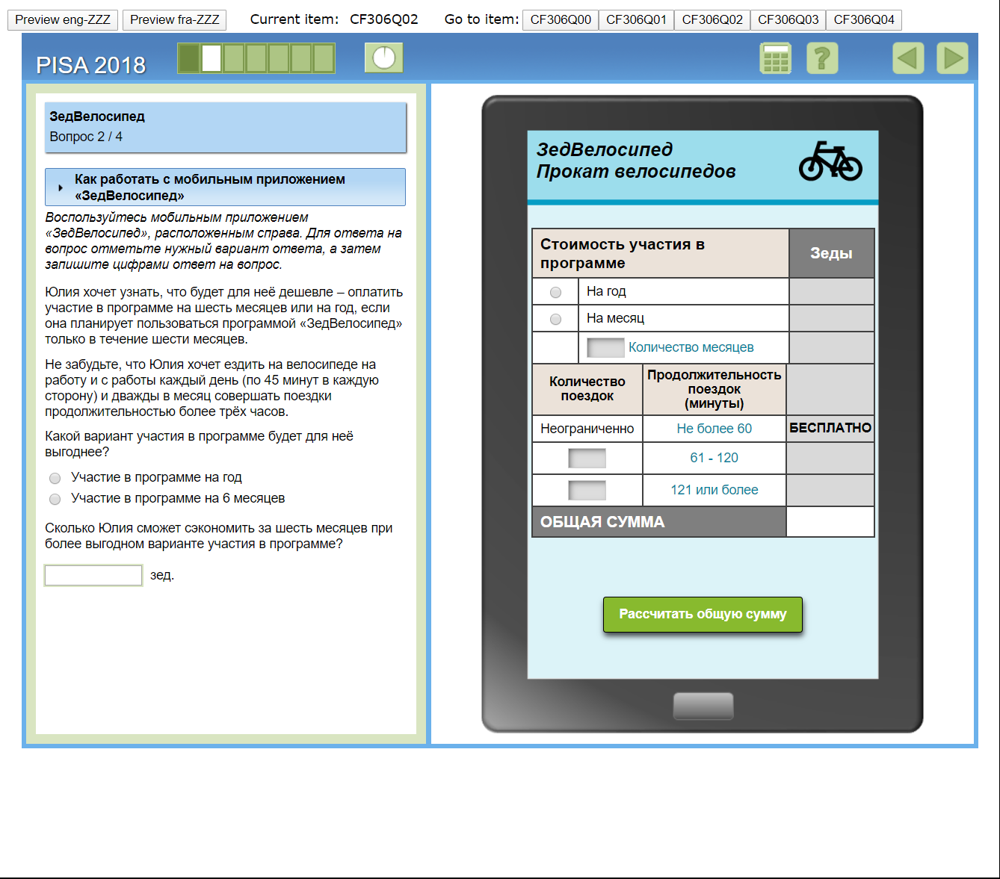 Preview eng-ZZZ Preview fra-ZZZ Current item: CF306Q02 Go to item: CF306Q00 CF306Q01 CF306Q02 CF306Q03 CF306Q04
PISA 2018
?
ЗедВелосипед
Вопрос 2 / 4
Как работать с мобильным приложением
«ЗедВелосипед»
Воспользуйтесь мобильным приложением
«ЗедВелосипед», расположенным справа. Для ответа на
вопрос отметьте нужный вариант ответа, а затем
запишите цифрами ответ на вопрос.
Юлия хочет узнать, что будет для неё дешевле – оплатить
участие в программе на шесть месяцев или на год, если
она планирует пользоваться программой «ЗедВелосипед»
только в течение шести месяцев.
Не забудьте, что Юлия хочет ездить на велосипеде на
работу и с работы каждый день (по 45 минут в каждую
сторону) и дважды в месяц совершать поездки
продолжительностью более трёх часов.
Какой вариант участия в программе будет для неё
выгоднее?
Участие в программе на год
Участие в программе на 6 месяцев
Сколько Юлия сможет сэкономить за шесть месяцев при
более выгодном варианте участия в программе?
зед.
ЗедВелосипед
Прокат велосипедов
Стоимость участия в
программе
Зеды
На год
На месяц
Количество месяцев
Количество
поездок
Продолжительность
поездок
(минуты)
Неограниченно Не более 60 БЕСПЛАТНО
61 - 120
121 или более
ОБЩАЯ СУММА
Рассчитать общую сумму